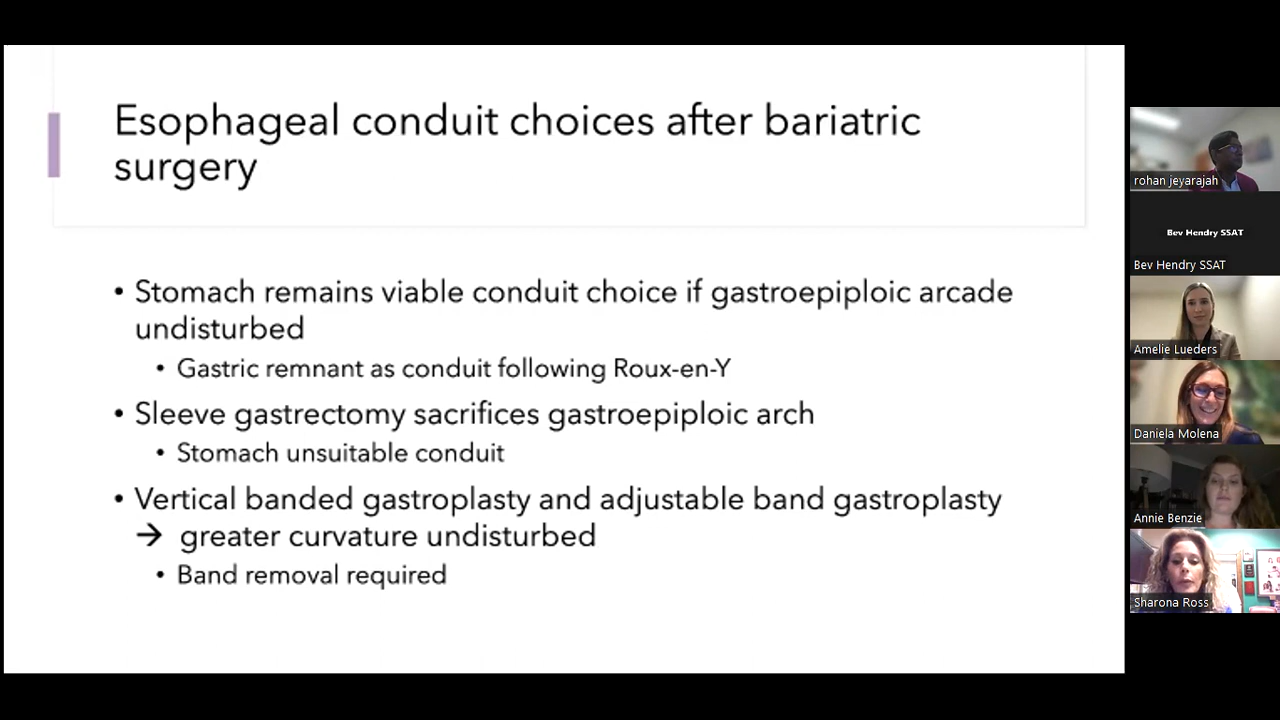 Esophageal conduit choices after bariatric
surgery
• Stomach remains viable conduit choice if gastroepiploic arcade
undisturbed
• Gastric remnant as conduit following Roux-en-Y
• Sleeve gastrectomy sacrifices gastroepiploic arch
• Stomach unsuitable conduit
• Vertical banded gastroplasty and adjustable band gastroplasty
→ greater curvature undisturbed
• Band removal required
rohan jeyarajah
Bev Hendry SSAT
Bev Hendry SSAT
Amelie Lueders
Daniela Molena
Annie Benzie
Sharona Ross